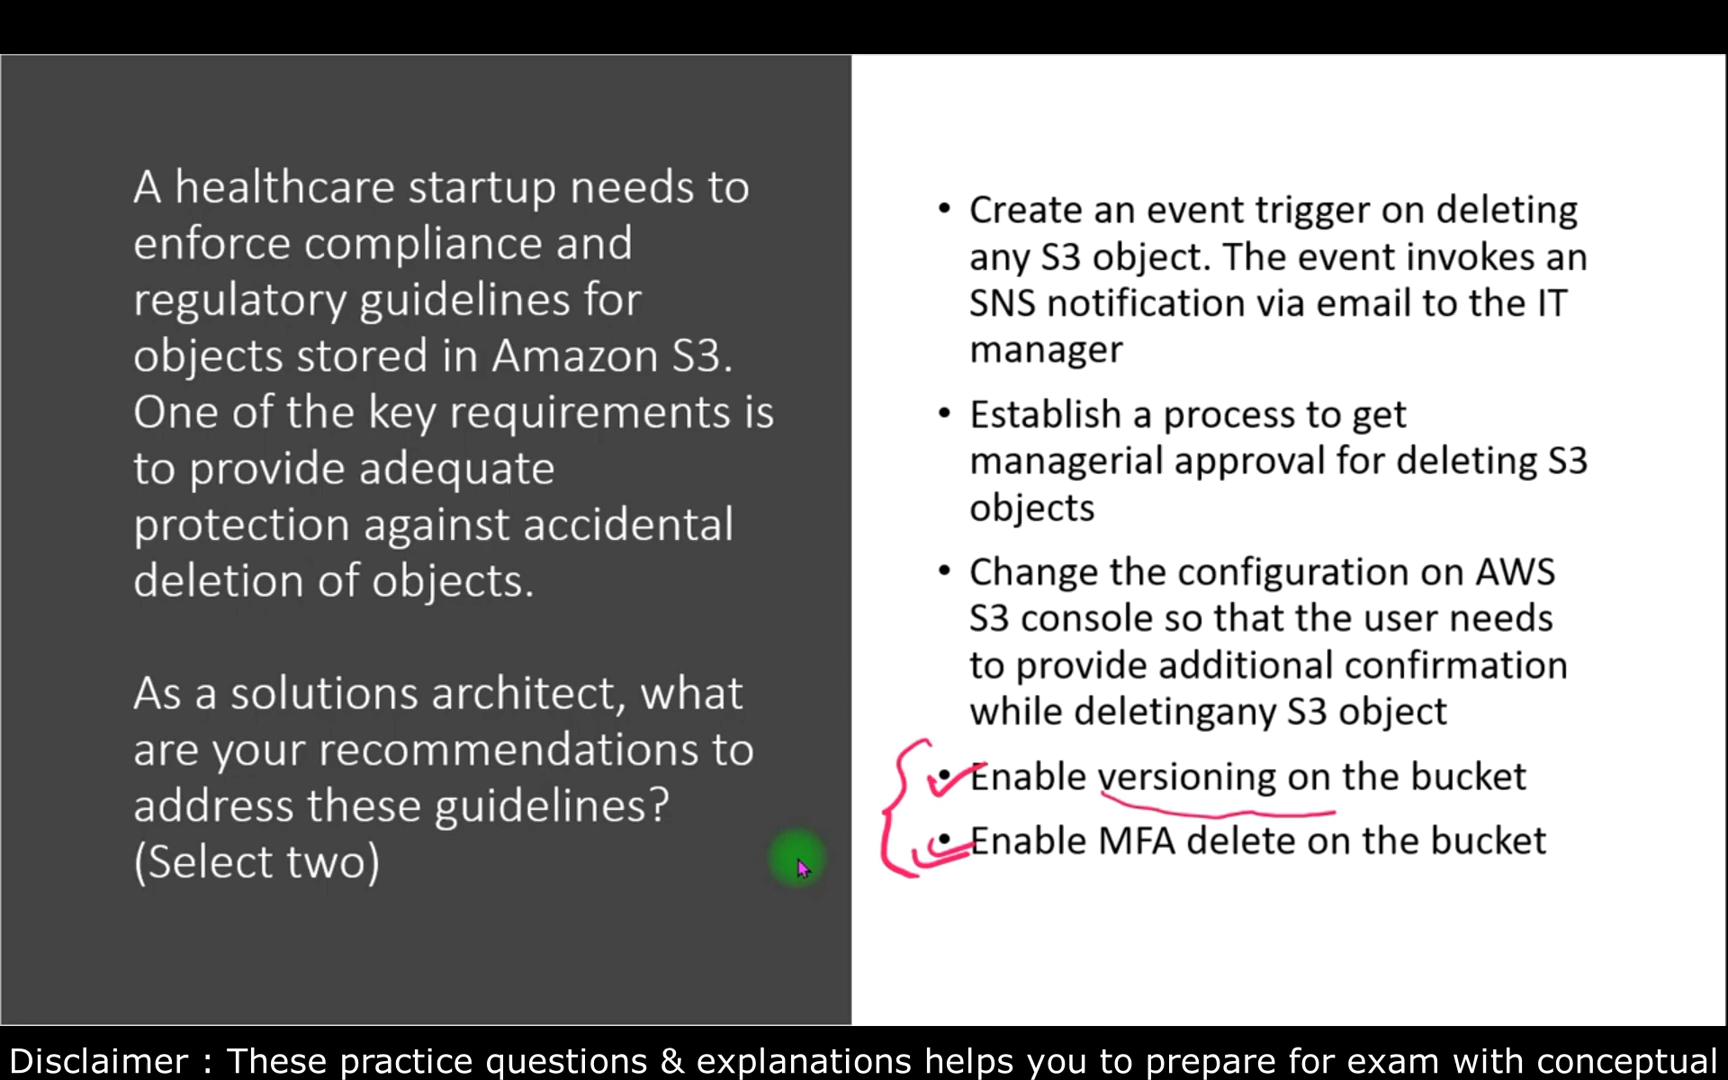 A healthcare startup needs to
enforce compliance and
regulatory guidelines for
objects stored in Amazon S3.
One of the key requirements is
to provide adequate
protection against accidental
deletion of objects.
As a solutions architect, what
are your recommendations to
address these guidelines?
(Select two)
• Create an event trigger on deleting
any S3 object. The event invokes an
SNS notification via email to the IT
manager
• Establish a process to get
managerial approval for deleting S3
objects
• Change the configuration on AWS
S3 console so that the user needs
to provide additional confirmation
while deletingany S3 object
• Enable versioning on the bucket
• Enable MFA delete on the bucket
Disclaimer : These practice questions & explanations helps you to prepare for exam with conceptual